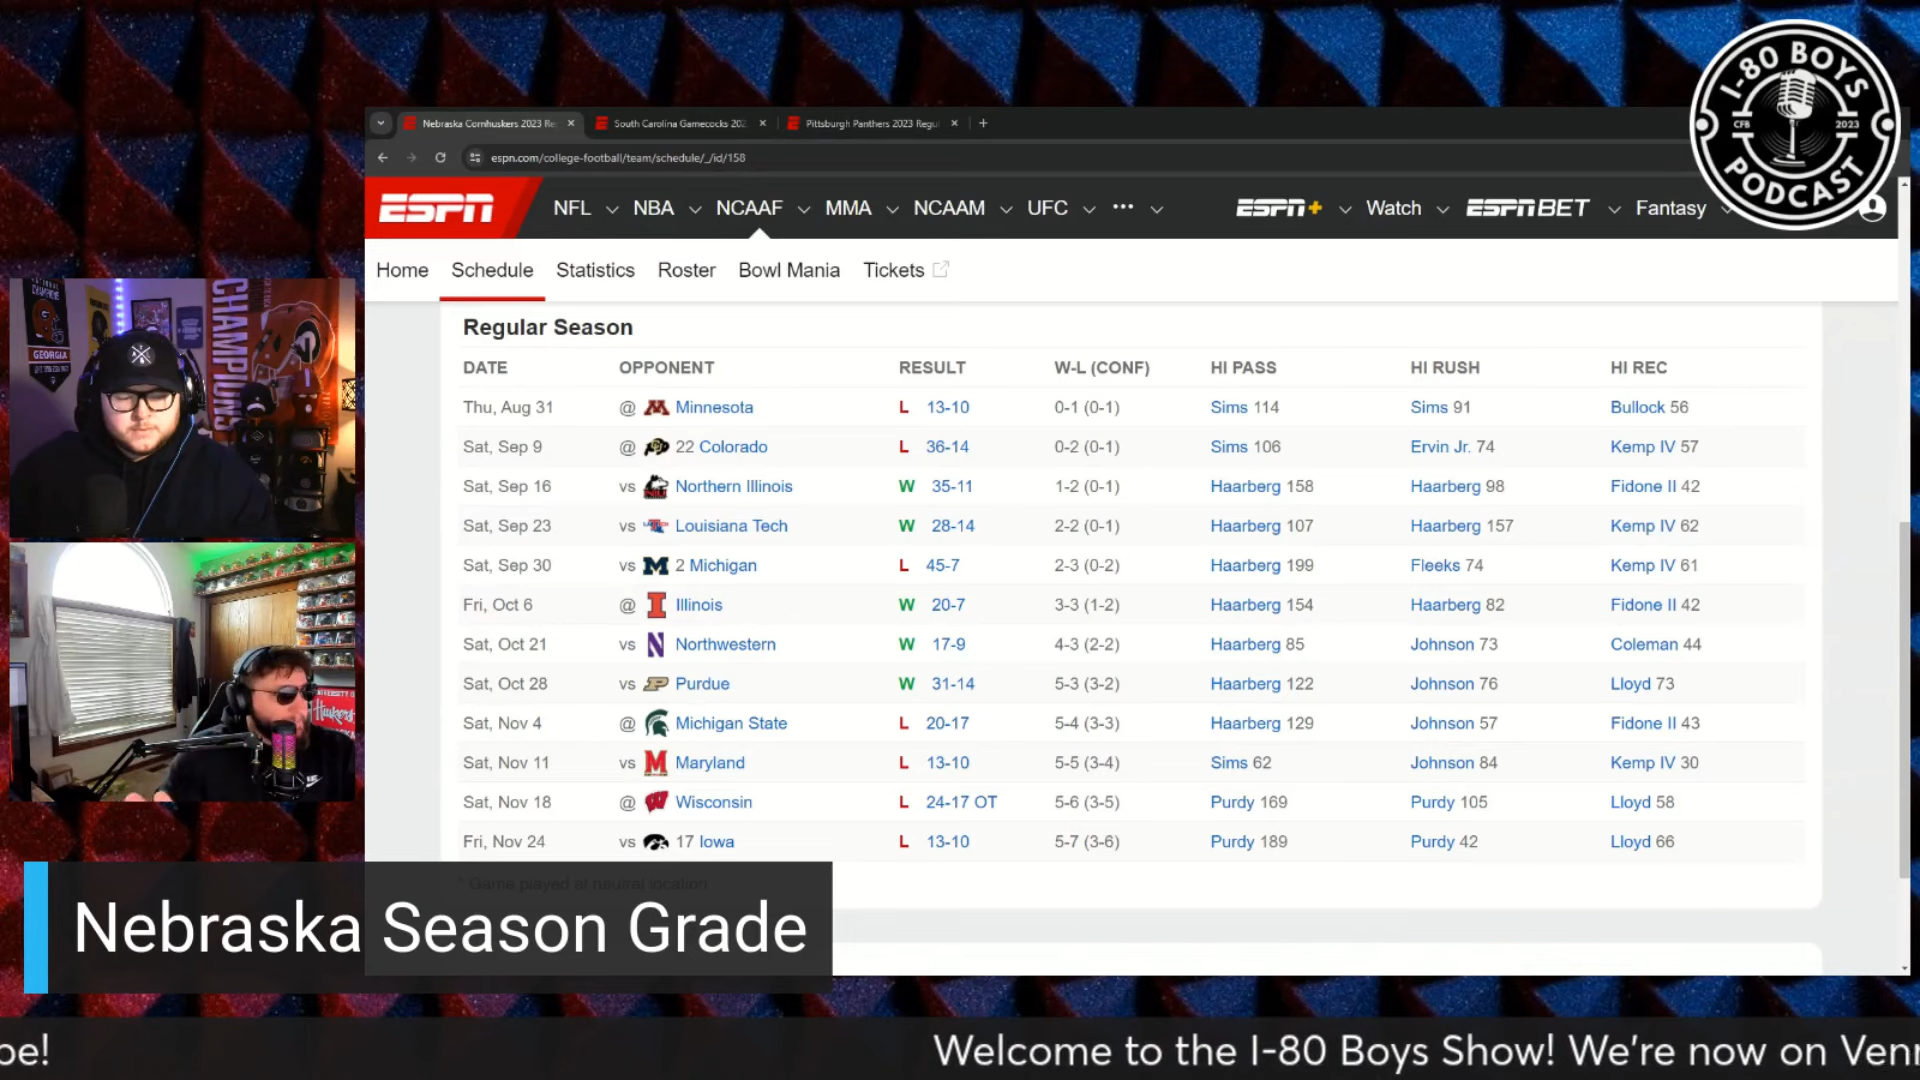 I-80 BOYS
CFB 2023
PODCAST
Nebraska Cornhuskers 2023 Re
South Carolina Gamecocks 202
Pittsburgh Panthers 2023 Regul
espn.com/college-football/team/schedule/_/id/158
ESPN NFL NBA NCAAF MMA NCAAM UFC ... ESPN+ Watch ESPN BET Fantasy
Home Schedule Statistics Roster Bowl Mania Tickets
Regular Season
DATE OPPONENT RESULT W-L (CONF) HI PASS HI RUSH HI REC
Thu, Aug 31 @ Minnesota L 13-10 0-1 (0-1) Sims 114 Sims 91 Bullock 56
Sat, Sep 9 @ 22 Colorado L 36-14 0-2 (0-1) Sims 106 Ervin Jr. 74 Kemp IV 57
Sat, Sep 16 vs Northern Illinois W 35-11 1-2 (0-1) Haarberg 158 Haarberg 98 Fidone II 42
Sat, Sep 23 vs Louisiana Tech W 28-14 2-2 (0-1) Haarberg 107 Haarberg 157 Kemp IV 62
Sat, Sep 30 vs 2 Michigan L 45-7 2-3 (0-2) Haarberg 199 Fleeks 74 Kemp IV 61
Fri, Oct 6 @ Illinois W 20-7 3-3 (1-2) Haarberg 154 Haarberg 82 Fidone II 42
Sat, Oct 21 vs Northwestern W 17-9 4-3 (2-2) Haarberg 85 Johnson 73 Coleman 44
Sat, Oct 28 vs Purdue W 31-14 5-3 (3-2) Haarberg 122 Johnson 76 Lloyd 73
Sat, Nov 4 @ Michigan State L 20-17 5-4 (3-3) Haarberg 129 Johnson 57 Fidone II 43
Sat, Nov 11 vs Maryland L 13-10 5-5 (3-4) Sims 62 Johnson 84 Kemp IV 30
Sat, Nov 18 @ Wisconsin L 24-17 OT 5-6 (3-5) Purdy 169 Purdy 105 Lloyd 58
Fri, Nov 24 vs 17 Iowa L 13-10 5-7 (3-6) Purdy 189 Purdy 42 Lloyd 66
* Game played at neutral location
GEORGIA
CHAMPIONS
Huskers
Nebraska Season Grade
be! Welcome to the I-80 Boys Show! We're now on Ven